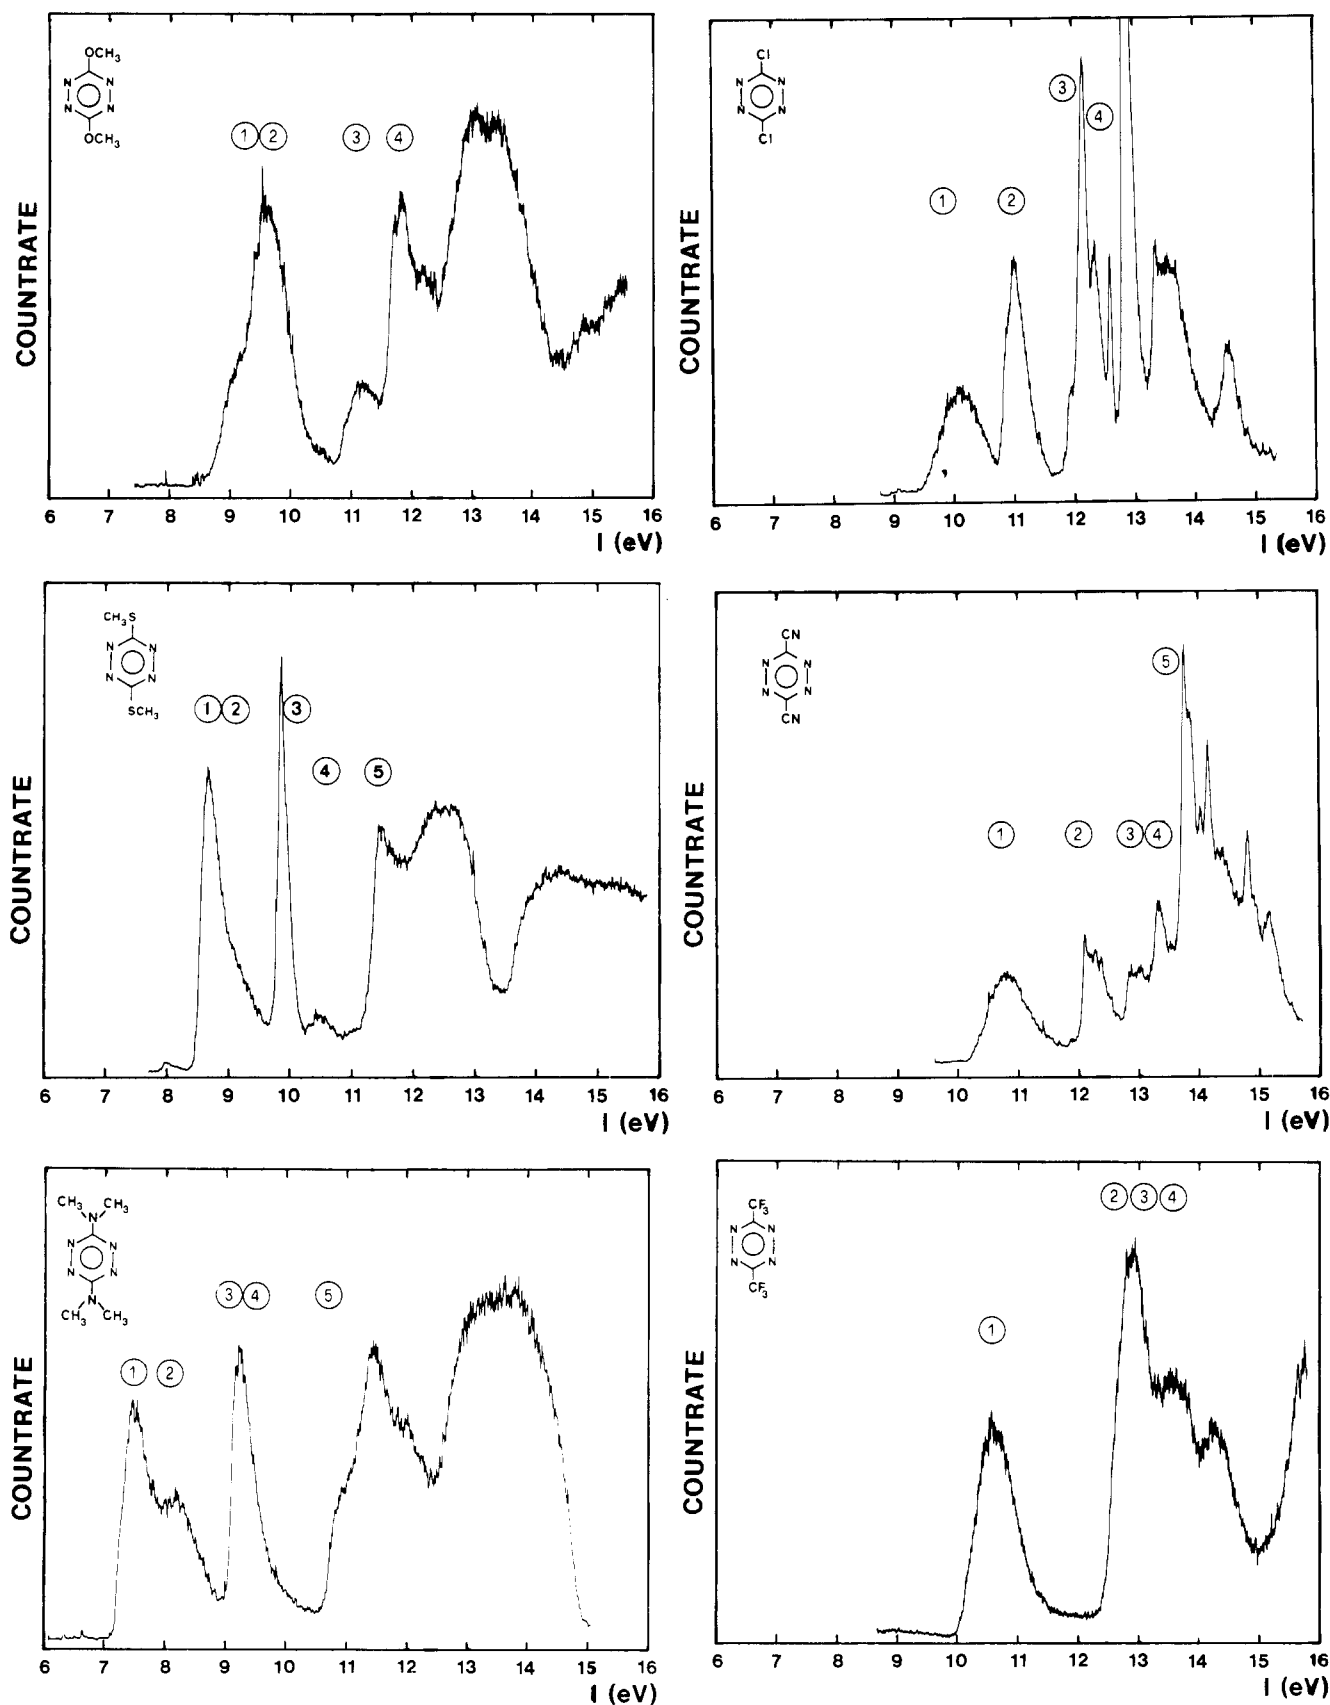 OCH3
N N
N N
OCH3
① ② ③ ④
COUNTRATE
6 7 8 9 10 11 12 13 14 15 16
I (eV)
Cl
N N
N N
Cl
③
④
① ②
COUNTRATE
6 7 8 9 10 11 12 13 14 15 16
I (eV)
CH3S
N N
N N
SCH3
① ② ③
④ ⑤
COUNTRATE
6 7 8 9 10 11 12 13 14 15 16
I (eV)
CN
N N
N N
CN
⑤
① ② ③ ④
COUNTRATE
6 7 8 9 10 11 12 13 14 15 16
I (eV)
CH3 CH3
N
N N
N N
N
CH3 CH3
③ ④ ⑤
① ②
COUNTRATE
6 7 8 9 10 11 12 13 14 15 16
I (eV)
CF3
N N
N N
CF3
② ③ ④
①
COUNTRATE
6 7 8 9 10 11 12 13 14 15 16
I (eV)